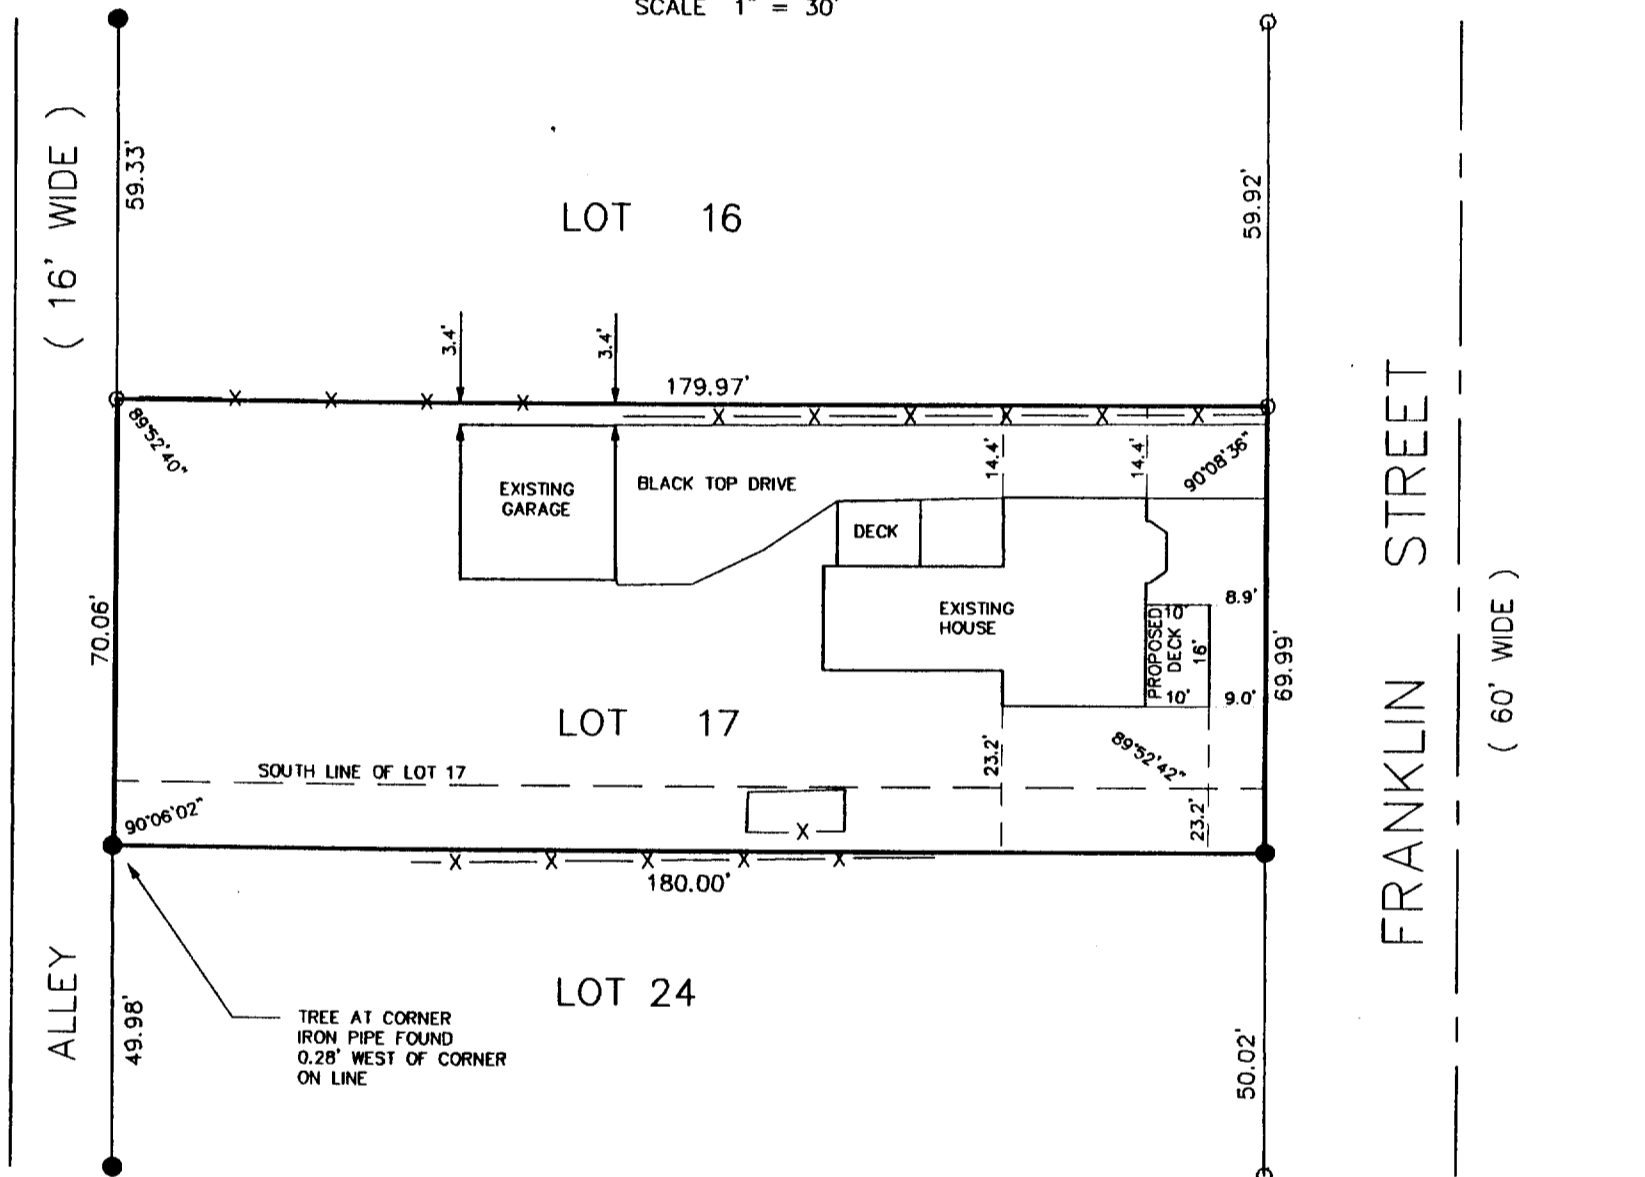 SCALE 1" = 30'
( 16' WIDE )
59.33'
59.92'
LOT 16
3.4'
3.4'
179.97'
89°52'40"
14.4'
14.4'
90°08'36"
EXISTING
GARAGE
BLACK TOP DRIVE
DECK
70.06'
EXISTING
HOUSE
PROPOSED
DECK
10'
16'
10'
8.9'
9.0'
69.99'
FRANKLIN STREET
( 60' WIDE )
LOT 17
23.2'
89°52'42"
SOUTH LINE OF LOT 17
90°06'02"
23.2'
180.00'
ALLEY
49.98'
LOT 24
TREE AT CORNER
IRON PIPE FOUND
0.28' WEST OF CORNER
ON LINE
50.02'